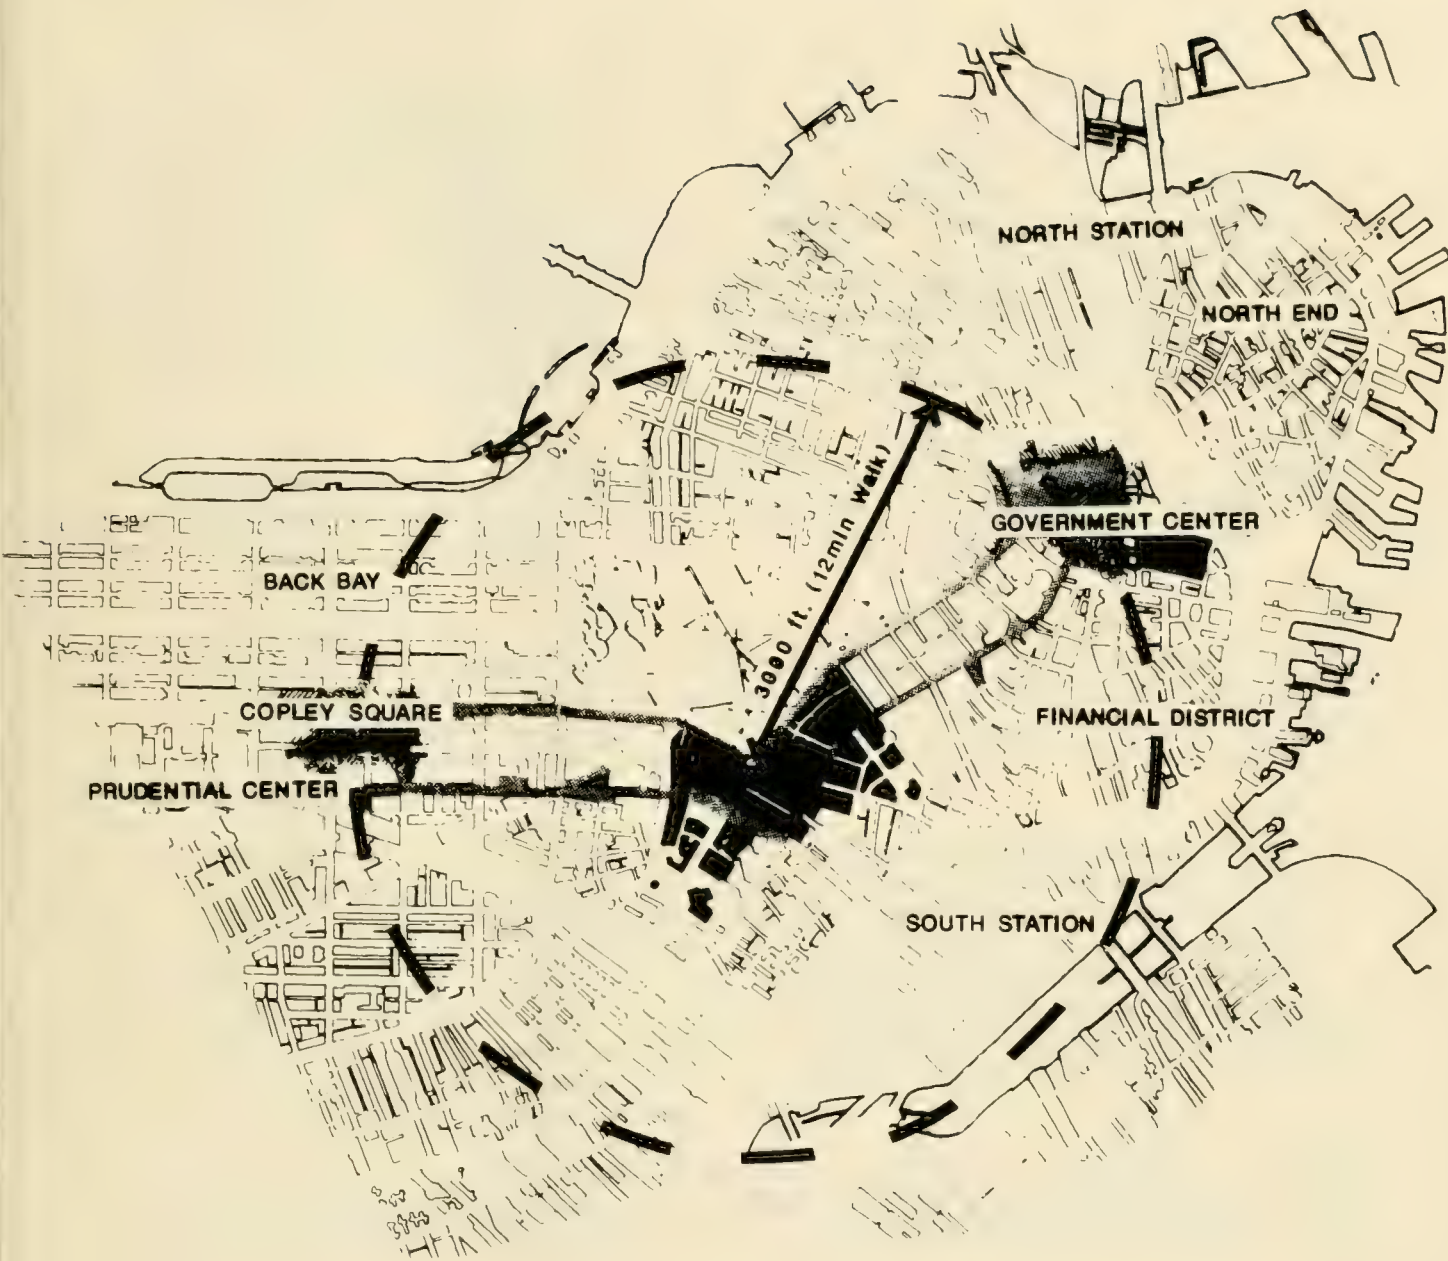 NORTH STATION
NORTH END
3000 ft. (12min Walk)
GOVERNMENT CENTER
BACK BAY
COPLEY SQUARE
FINANCIAL DISTRICT
PRUDENTIAL CENTER
SOUTH STATION